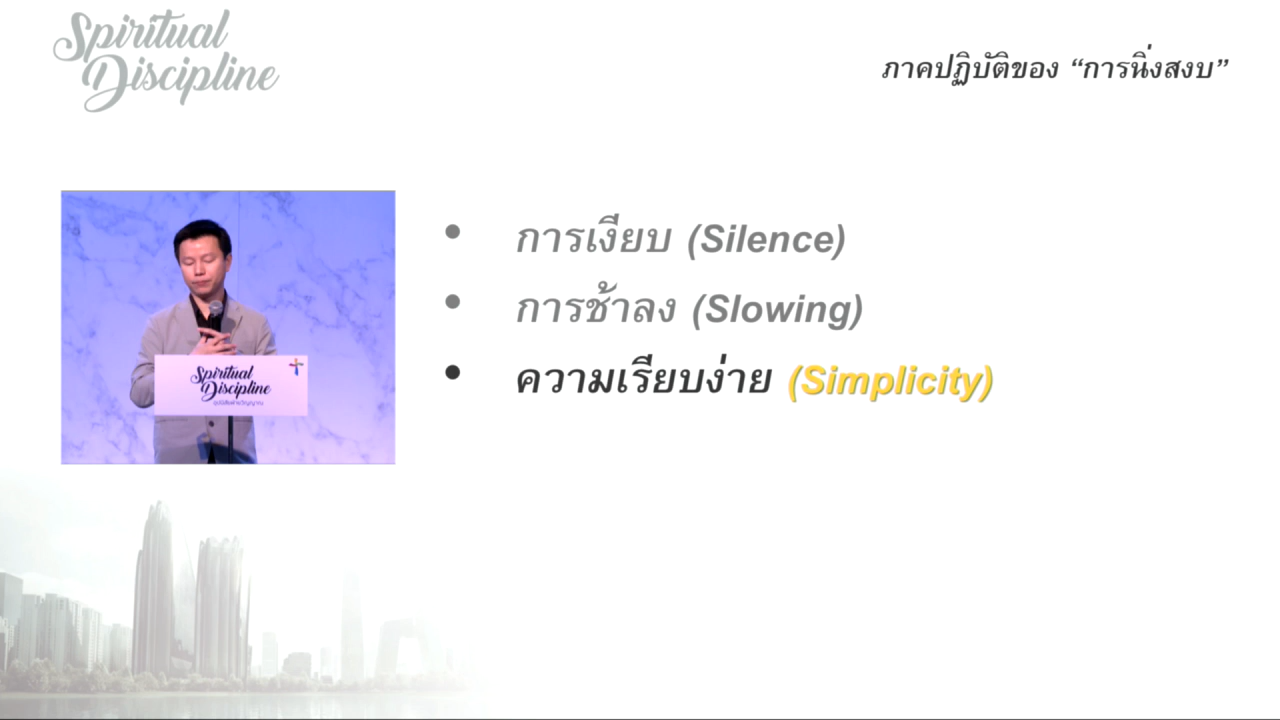 Spiritual
Discipline
ภาคปฏิบัติของ “การนิ่งสงบ”
• การเงียบ (Silence)
• การช้าลง (Slowing)
• ความเรียบง่าย (Simplicity)
Spiritual
Discipline